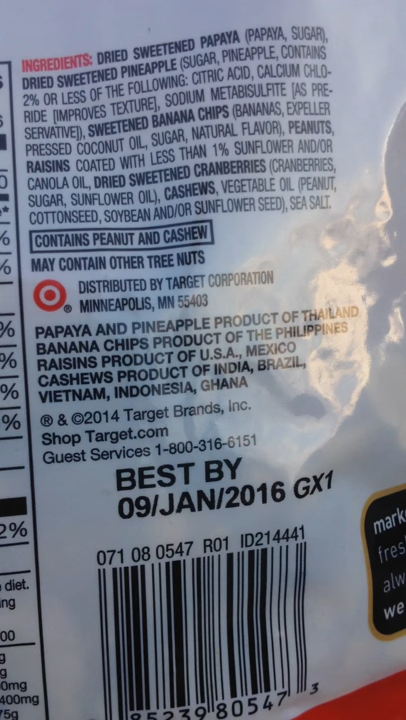 INGREDIENTS: DRIED SWEETENED PAPAYA (PAPAYA, SUGAR),
DRIED SWEETENED PINEAPPLE (SUGAR, PINEAPPLE, CONTAINS
2% OR LESS OF THE FOLLOWING: CITRIC ACID, CALCIUM CHLO-
RIDE [IMPROVES TEXTURE], SODIUM METABISULFITE [AS PRE-
SERVATIVE]), SWEETENED BANANA CHIPS (BANANAS, EXPELLER
PRESSED COCONUT OIL, SUGAR, NATURAL FLAVOR), PEANUTS,
RAISINS COATED WITH LESS THAN 1% SUNFLOWER AND/OR
CANOLA OIL, DRIED SWEETENED CRANBERRIES (CRANBERRIES,
SUGAR, SUNFLOWER OIL), CASHEWS, VEGETABLE OIL (PEANUT,
COTTONSEED, SOYBEAN AND/OR SUNFLOWER SEED), SEA SALT.
CONTAINS PEANUT AND CASHEW
MAY CONTAIN OTHER TREE NUTS
® DISTRIBUTED BY TARGET CORPORATION
MINNEAPOLIS, MN 55403
PAPAYA AND PINEAPPLE PRODUCT OF THAILAND
BANANA CHIPS PRODUCT OF THE PHILIPPINES
RAISINS PRODUCT OF U.S.A., MEXICO
CASHEWS PRODUCT OF INDIA, BRAZIL,
VIETNAM, INDONESIA, GHANA
® & ©2014 Target Brands, Inc.
Shop Target.com
Guest Services 1-800-316-6151
BEST BY
09/JAN/2016 GX1
071 08 0547 R01 ID214441
85239 80547 3
%
%
%
%
%
%
2%
diet.
ing
00
g
g
0mg
400mg
75g
mark
fres
alw
we